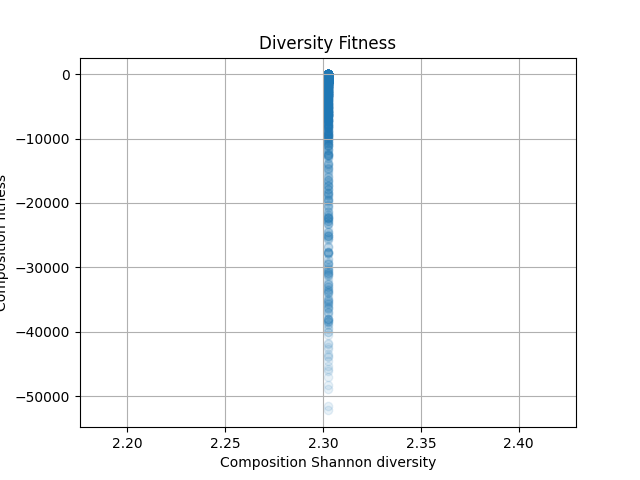 Diversity Fitness
0
−10000
−20000
−30000
−40000
−50000
Composition fitness
2.20 2.25 2.30 2.35 2.40
Composition Shannon diversity